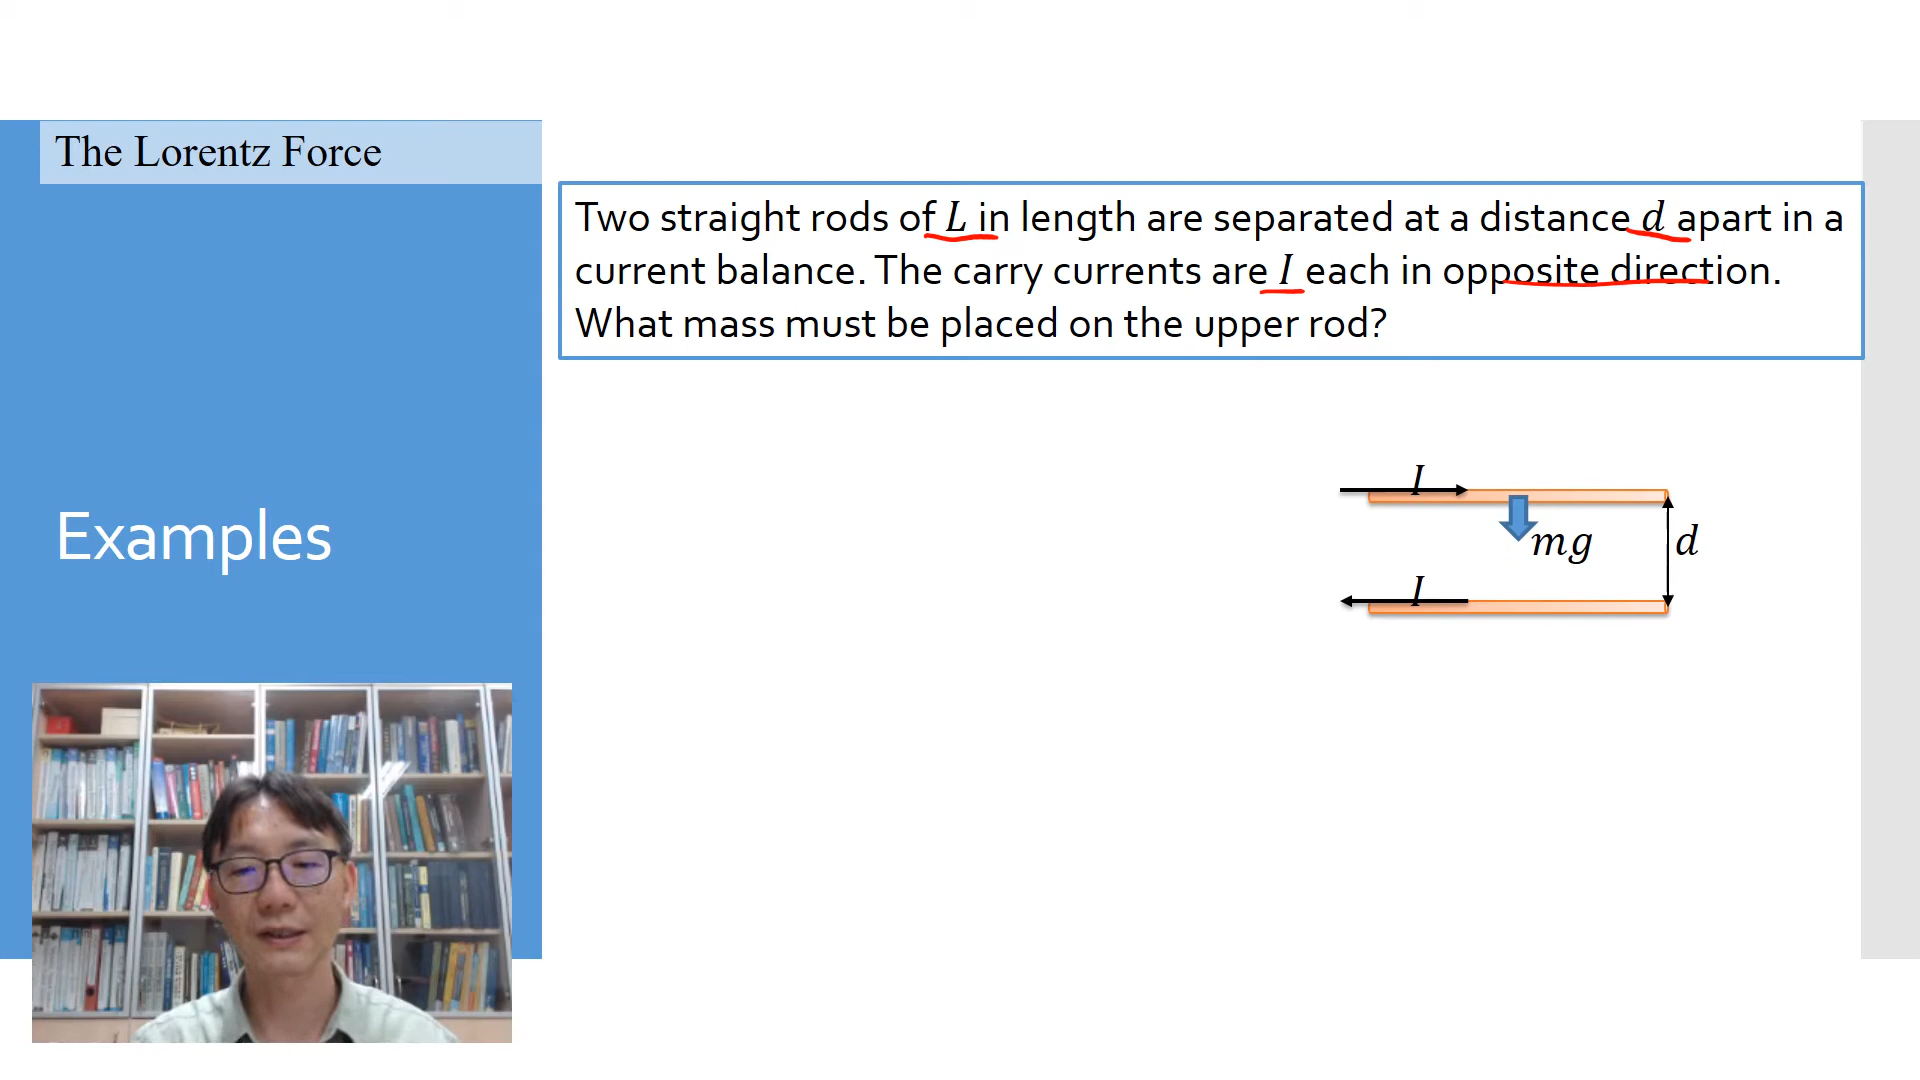 The Lorentz Force
Two straight rods of L in length are separated at a distance d apart in a
current balance. The carry currents are I each in opposite direction.
What mass must be placed on the upper rod?
Examples
I
mg
d
I